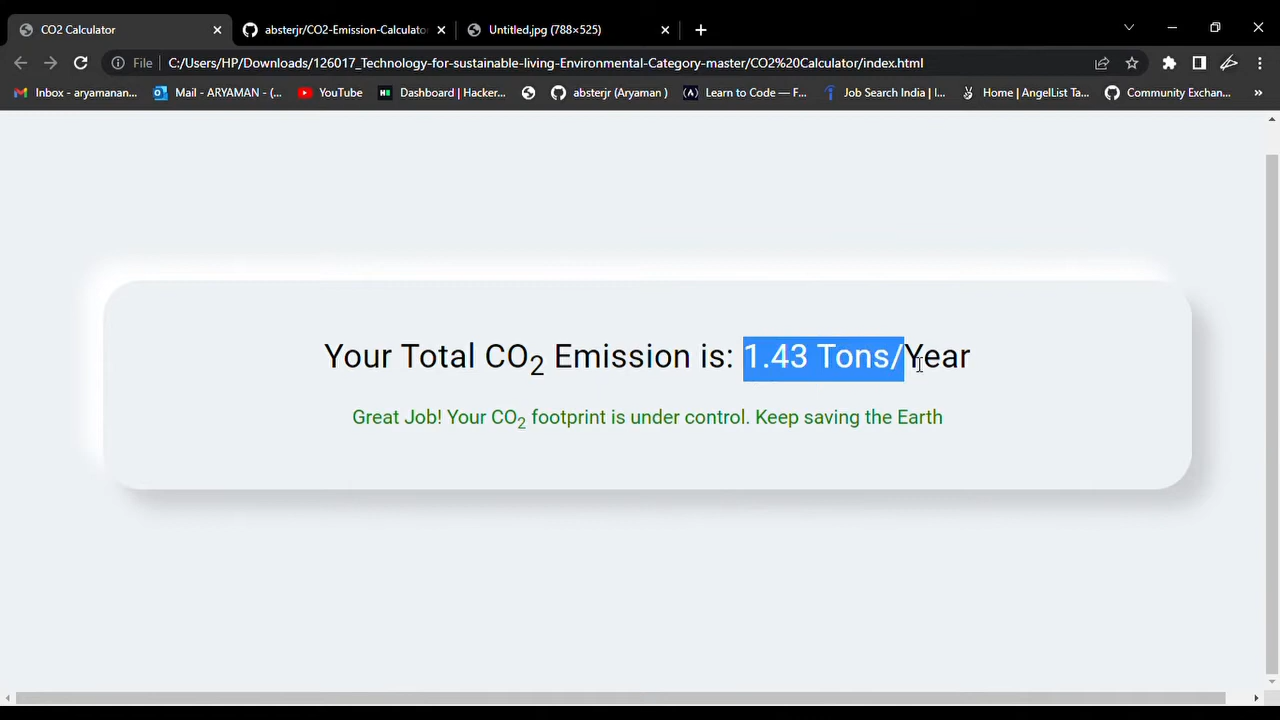 CO2 Calculator
absterjr/CO2-Emission-Calculato
Untitled.jpg (788×525)
File
C:/Users/HP/Downloads/126017_Technology-for-sustainable-living-Environmental-Category-master/CO2%20Calculator/index.html
Inbox - aryamanan...
Mail - ARYAMAN - (...
YouTube
Dashboard | Hacker...
absterjr (Aryaman )
Learn to Code — F...
Job Search India | I...
Home | AngelList Ta...
Community Exchan...
Your Total CO2 Emission is: 1.43 Tons/Year
Great Job! Your CO2 footprint is under control. Keep saving the Earth